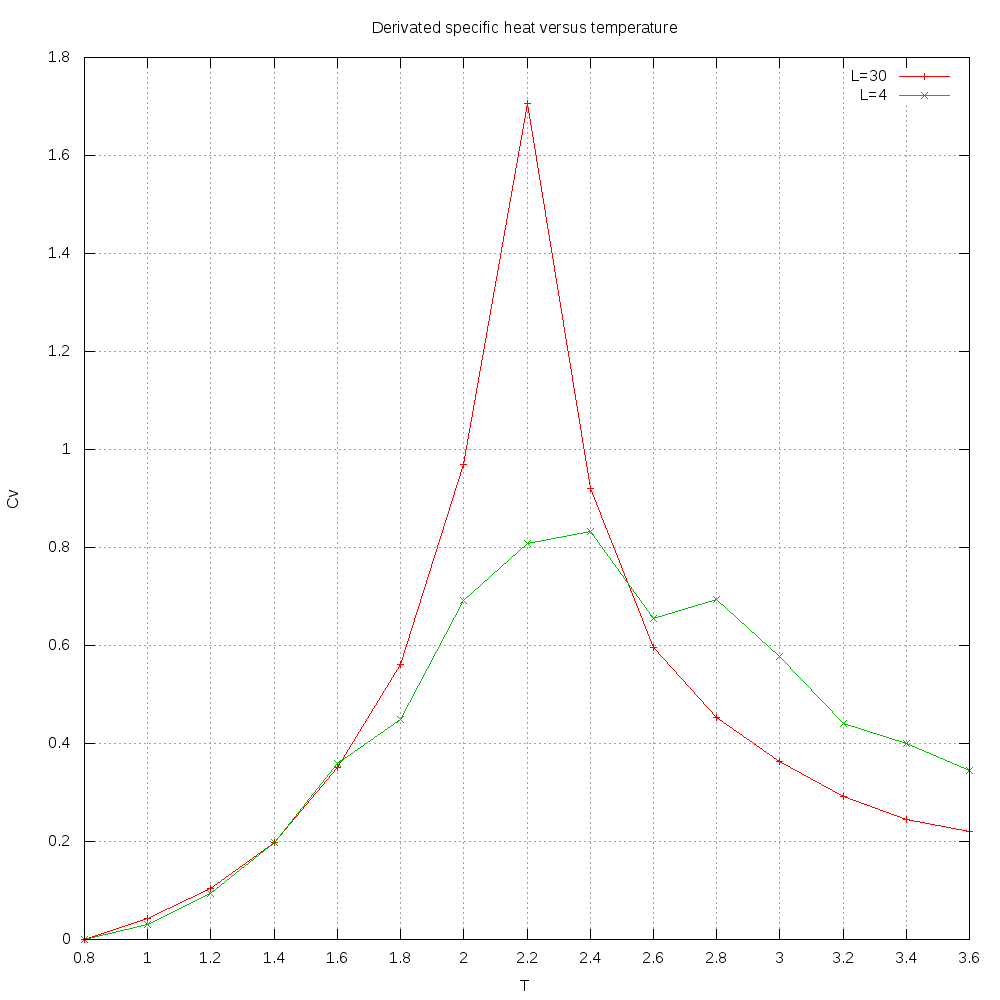 Derivated specific heat versus temperature
L=30
L=4
1.8
1.6
1.4
1.2
1
0.8
0.6
0.4
0.2
0
Cv
0.8 1 1.2 1.4 1.6 1.8 2 2.2 2.4 2.6 2.8 3 3.2 3.4 3.6
T